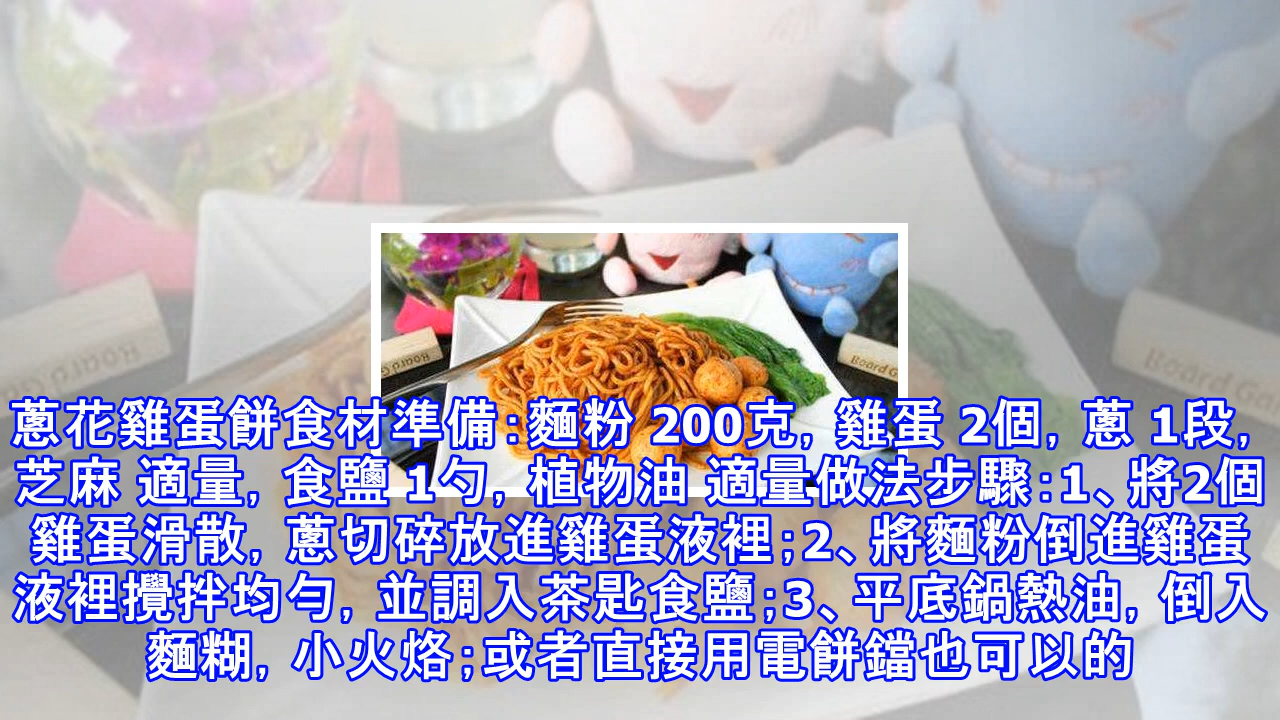 Board Ga
蔥花雞蛋餅食材準備：麵粉 200克，雞蛋 2個，蔥 1段，
芝麻 適量，食鹽 1勺，植物油 適量做法步驟：1、將2個
雞蛋滑散，蔥切碎放進雞蛋液裡；2、將麵粉倒進雞蛋
液裡攪拌均勻，並調入茶匙食鹽；3、平底鍋熱油，倒入
麵糊，小火烙；或者直接用電餅鐺也可以的